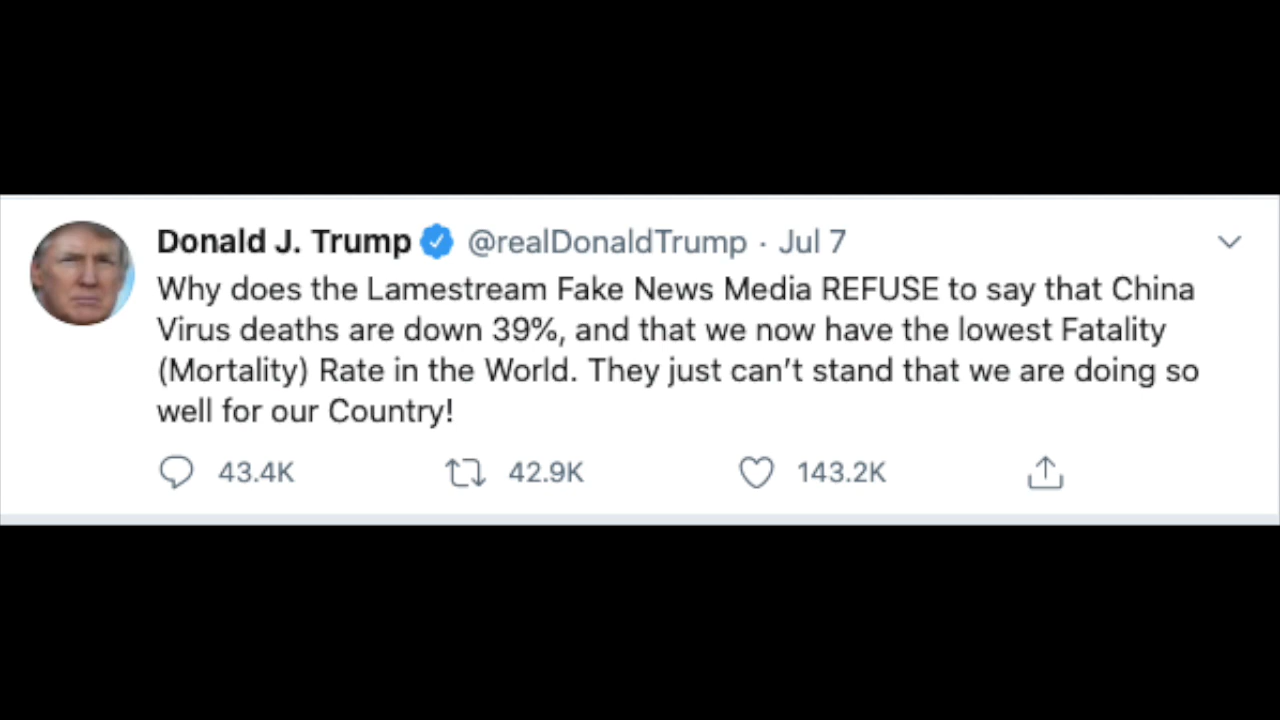 Donald J. Trump @realDonaldTrump · Jul 7
Why does the Lamestream Fake News Media REFUSE to say that China
Virus deaths are down 39%, and that we now have the lowest Fatality
(Mortality) Rate in the World. They just can’t stand that we are doing so
well for our Country!
43.4K 42.9K 143.2K